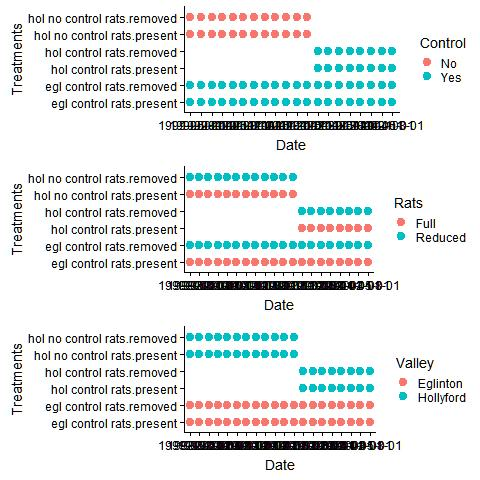 Treatments
hol no control rats.removed
hol no control rats.present
hol control rats.removed
hol control rats.present
egl control rats.removed
egl control rats.present
Date
Control
No
Yes
Treatments
hol no control rats.removed
hol no control rats.present
hol control rats.removed
hol control rats.present
egl control rats.removed
egl control rats.present
Date
Rats
Full
Reduced
Treatments
hol no control rats.removed
hol no control rats.present
hol control rats.removed
hol control rats.present
egl control rats.removed
egl control rats.present
Date
Valley
Eglinton
Hollyford